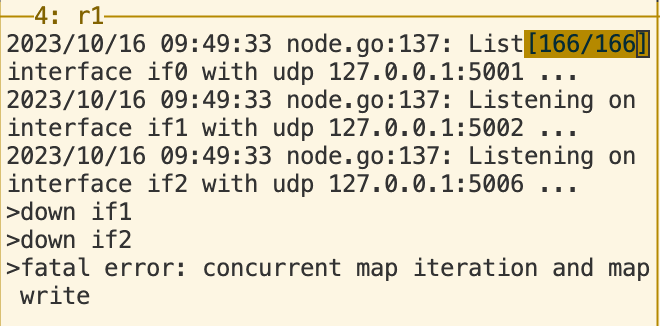 4: r1
2023/10/16 09:49:33 node.go:137: List[166/166]
interface if0 with udp 127.0.0.1:5001 ...
2023/10/16 09:49:33 node.go:137: Listening on
interface if1 with udp 127.0.0.1:5002 ...
2023/10/16 09:49:33 node.go:137: Listening on
interface if2 with udp 127.0.0.1:5006 ...
>down if1
>down if2
>fatal error: concurrent map iteration and map
write